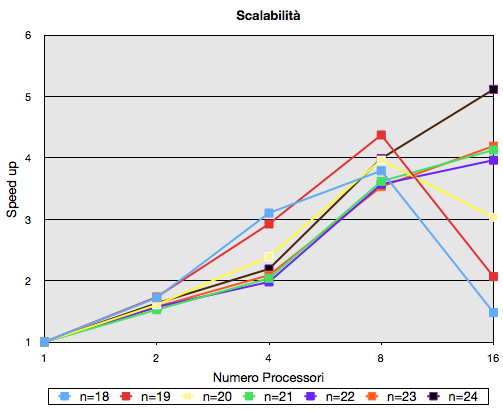 Scalabilità
6
5
4
3
2
1
Speed up
1 2 4 8 16
Numero Processori
n=18 n=19 n=20 n=21 n=22 n=23 n=24